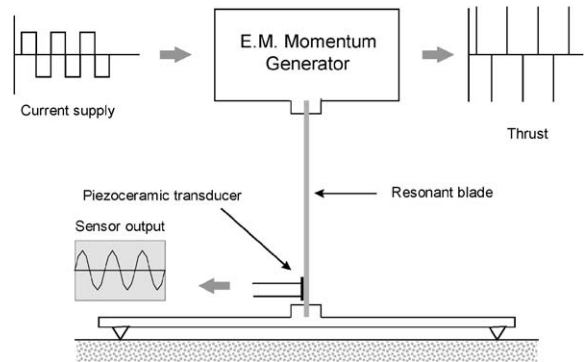 E.M. Momentum
Generator
Current supply
Thrust
Piezoceramic transducer
Resonant blade
Sensor output